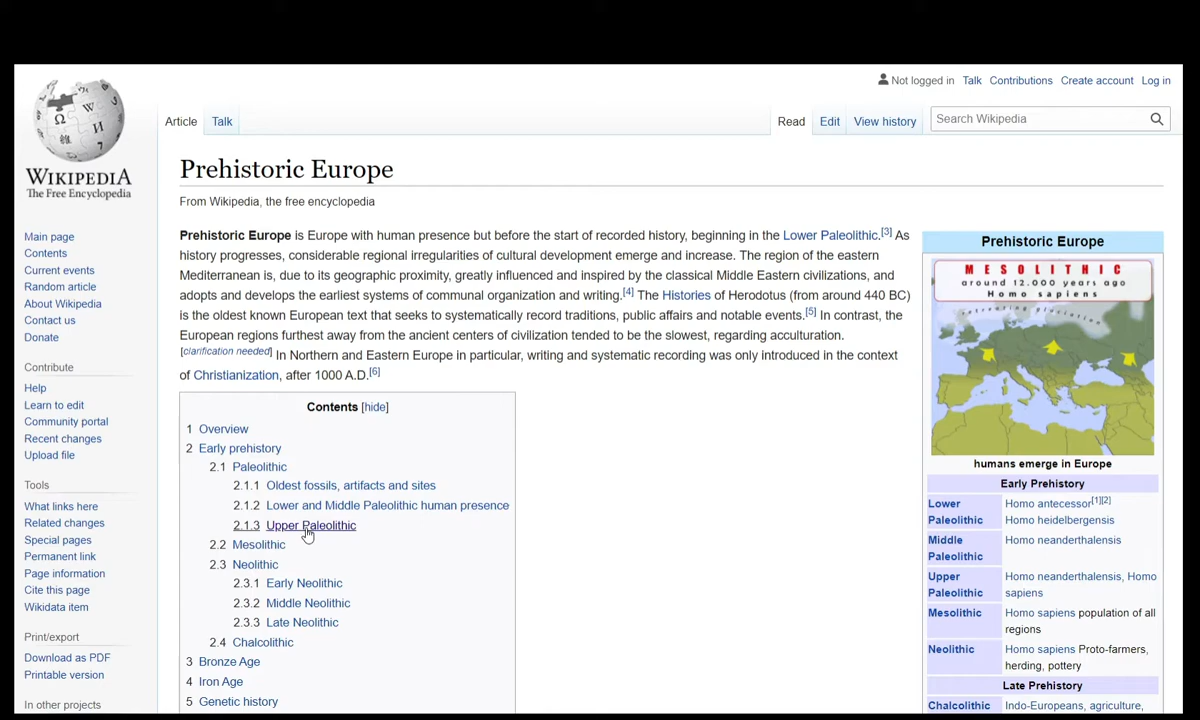 Not logged in Talk Contributions Create account Log in
Article Talk Read Edit View history Search Wikipedia
WIKIPEDIA
The Free Encyclopedia
Main page
Contents
Current events
Random article
About Wikipedia
Contact us
Donate
Contribute
Help
Learn to edit
Community portal
Recent changes
Upload file
Tools
What links here
Related changes
Special pages
Permanent link
Page information
Cite this page
Wikidata item
Print/export
Download as PDF
Printable version
In other projects
Prehistoric Europe
From Wikipedia, the free encyclopedia
Prehistoric Europe is Europe with human presence but before the start of recorded history, beginning in the Lower Paleolithic.[3] As
history progresses, considerable regional irregularities of cultural development emerge and increase. The region of the eastern
Mediterranean is, due to its geographic proximity, greatly influenced and inspired by the classical Middle Eastern civilizations, and
adopts and develops the earliest systems of communal organization and writing.[4] The Histories of Herodotus (from around 440 BC)
is the oldest known European text that seeks to systematically record traditions, public affairs and notable events.[5] In contrast, the
European regions furthest away from the ancient centers of civilization tended to be the slowest, regarding acculturation.
[clarification needed] In Northern and Eastern Europe in particular, writing and systematic recording was only introduced in the context
of Christianization, after 1000 A.D.[6]
Contents [hide]
1 Overview
2 Early prehistory
2.1 Paleolithic
2.1.1 Oldest fossils, artifacts and sites
2.1.2 Lower and Middle Paleolithic human presence
2.1.3 Upper Paleolithic
2.2 Mesolithic
2.3 Neolithic
2.3.1 Early Neolithic
2.3.2 Middle Neolithic
2.3.3 Late Neolithic
2.4 Chalcolithic
3 Bronze Age
4 Iron Age
5 Genetic history
Prehistoric Europe
MESOLITHIC
around 12.000 years ago
Homo sapiens
retreating glaciation
humans emerge in Europe
Early Prehistory
Lower Paleolithic Homo antecessor[1][2]
Homo heidelbergensis
Middle Paleolithic Homo neanderthalensis
Upper Paleolithic Homo neanderthalensis, Homo
sapiens
Mesolithic Homo sapiens population of all
regions
Neolithic Homo sapiens Proto-farmers,
herding, pottery
Late Prehistory
Chalcolithic Indo-Europeans, agriculture,